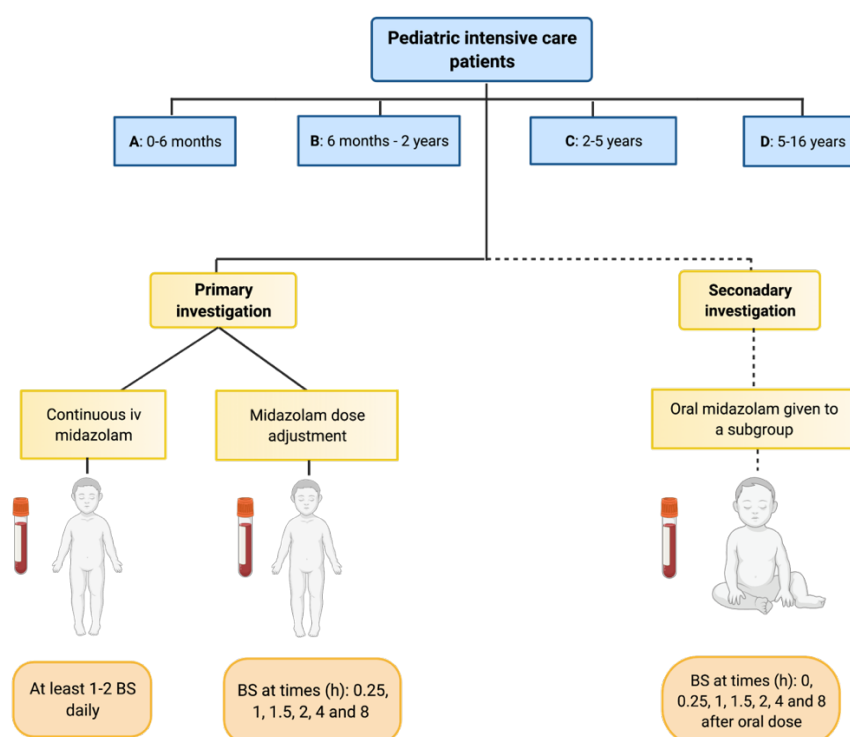 Pediatric intensive care
patients
A: 0-6 months
B: 6 months - 2 years
C: 2-5 years
D: 5-16 years
Primary
investigation
Seconadary
investigation
Continuous iv
midazolam
Midazolam dose
adjustment
Oral midazolam given to
a subgroup
At least 1-2 BS
daily
BS at times (h): 0.25,
1, 1.5, 2, 4 and 8
BS at times (h): 0,
0.25, 1, 1.5, 2, 4 and 8
after oral dose